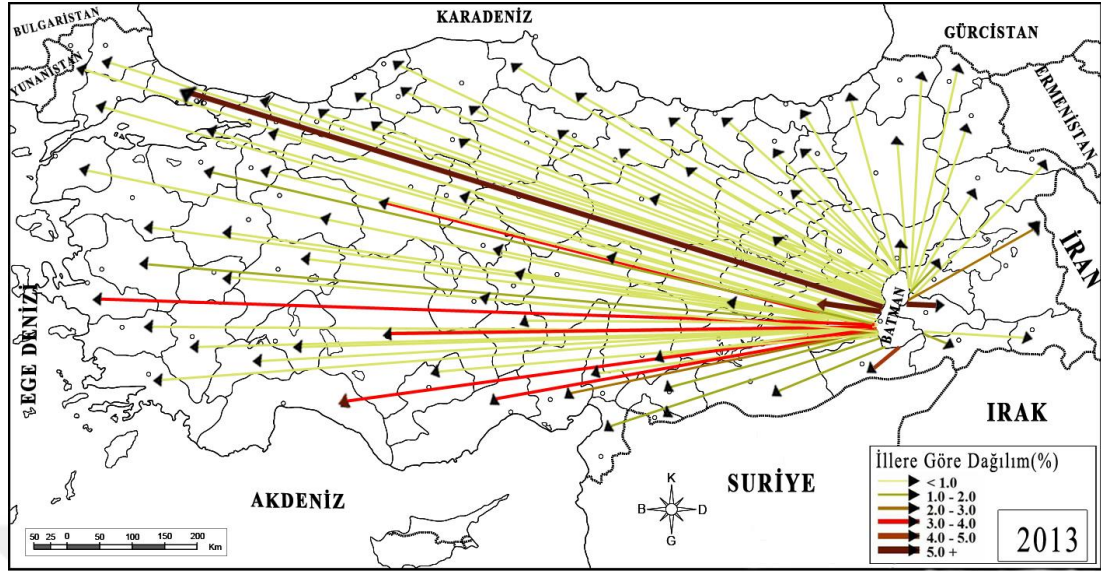 BULGARİSTAN
KARADENİZ
GÜRCİSTAN
YUNANİSTAN
ERMENİSTAN
İRAN
BATMAN
EGE DENİZİ
IRAK
SURİYE
AKDENİZ
K
B D
G
İllere Göre Dağılım(%)
< 1.0
1.0 - 2.0
2.0 - 3.0
3.0 - 4.0
4.0 - 5.0
5.0 +
2013
50 25 0 50 100 200
Km